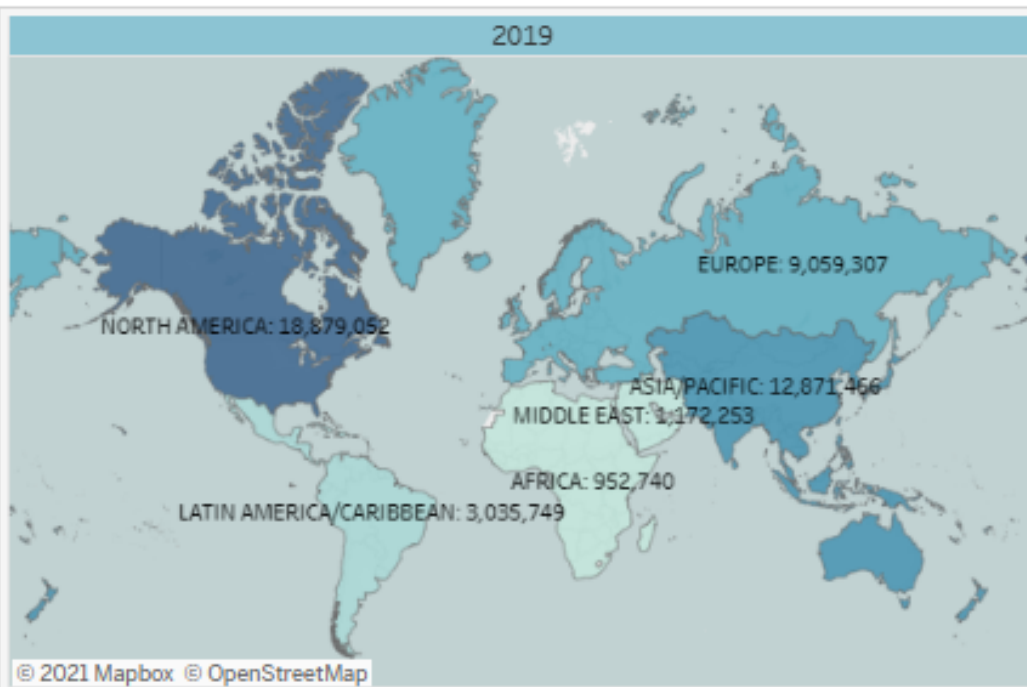 2019
EUROPE: 9,059,307
NORTH AMERICA: 18,879,052
ASIA/PACIFIC: 12,871,466
MIDDLE EAST: 1,172,253
AFRICA: 952,740
LATIN AMERICA/CARIBBEAN: 3,035,749
© 2021 Mapbox © OpenStreetMap